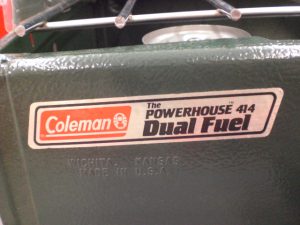 Coleman
The
POWERHOUSE™ 414
Dual Fuel
WICHITA, KANSAS
MADE IN U.S.A.